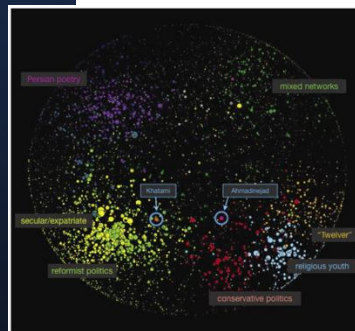 Persian poetry
mixed networks
Khatami
Ahmadinejad
secular/expatriate
"Twelver"
reformist politics
religious youth
conservative politics